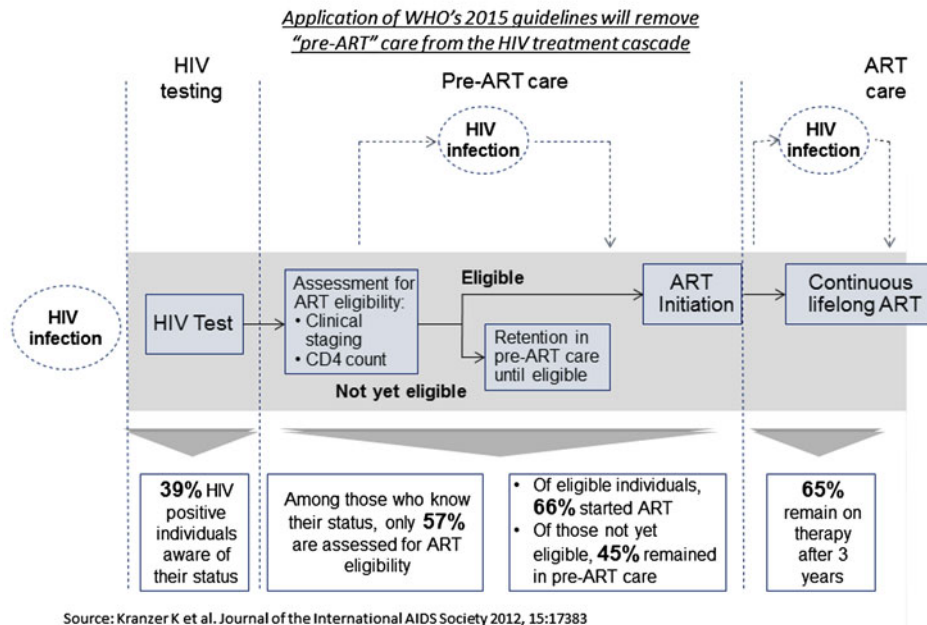 Application of WHO’s 2015 guidelines will remove
“pre-ART” care from the HIV treatment cascade
HIV
testing
Pre-ART care
ART
care
HIV
infection
HIV
infection
HIV
infection
HIV Test
Assessment for
ART eligibility:
• Clinical
staging
• CD4 count
Eligible
Not yet eligible
Retention in
pre-ART care
until eligible
ART
Initiation
Continuous
lifelong ART
39% HIV
positive
individuals
aware of
their status
Among those who know
their status, only 57%
are assessed for ART
eligibility
• Of eligible individuals,
66% started ART
• Of those not yet
eligible, 45% remained
in pre-ART care
65%
remain on
therapy
after 3
years
Source: Kranzer K et al. Journal of the International AIDS Society 2012, 15:17383